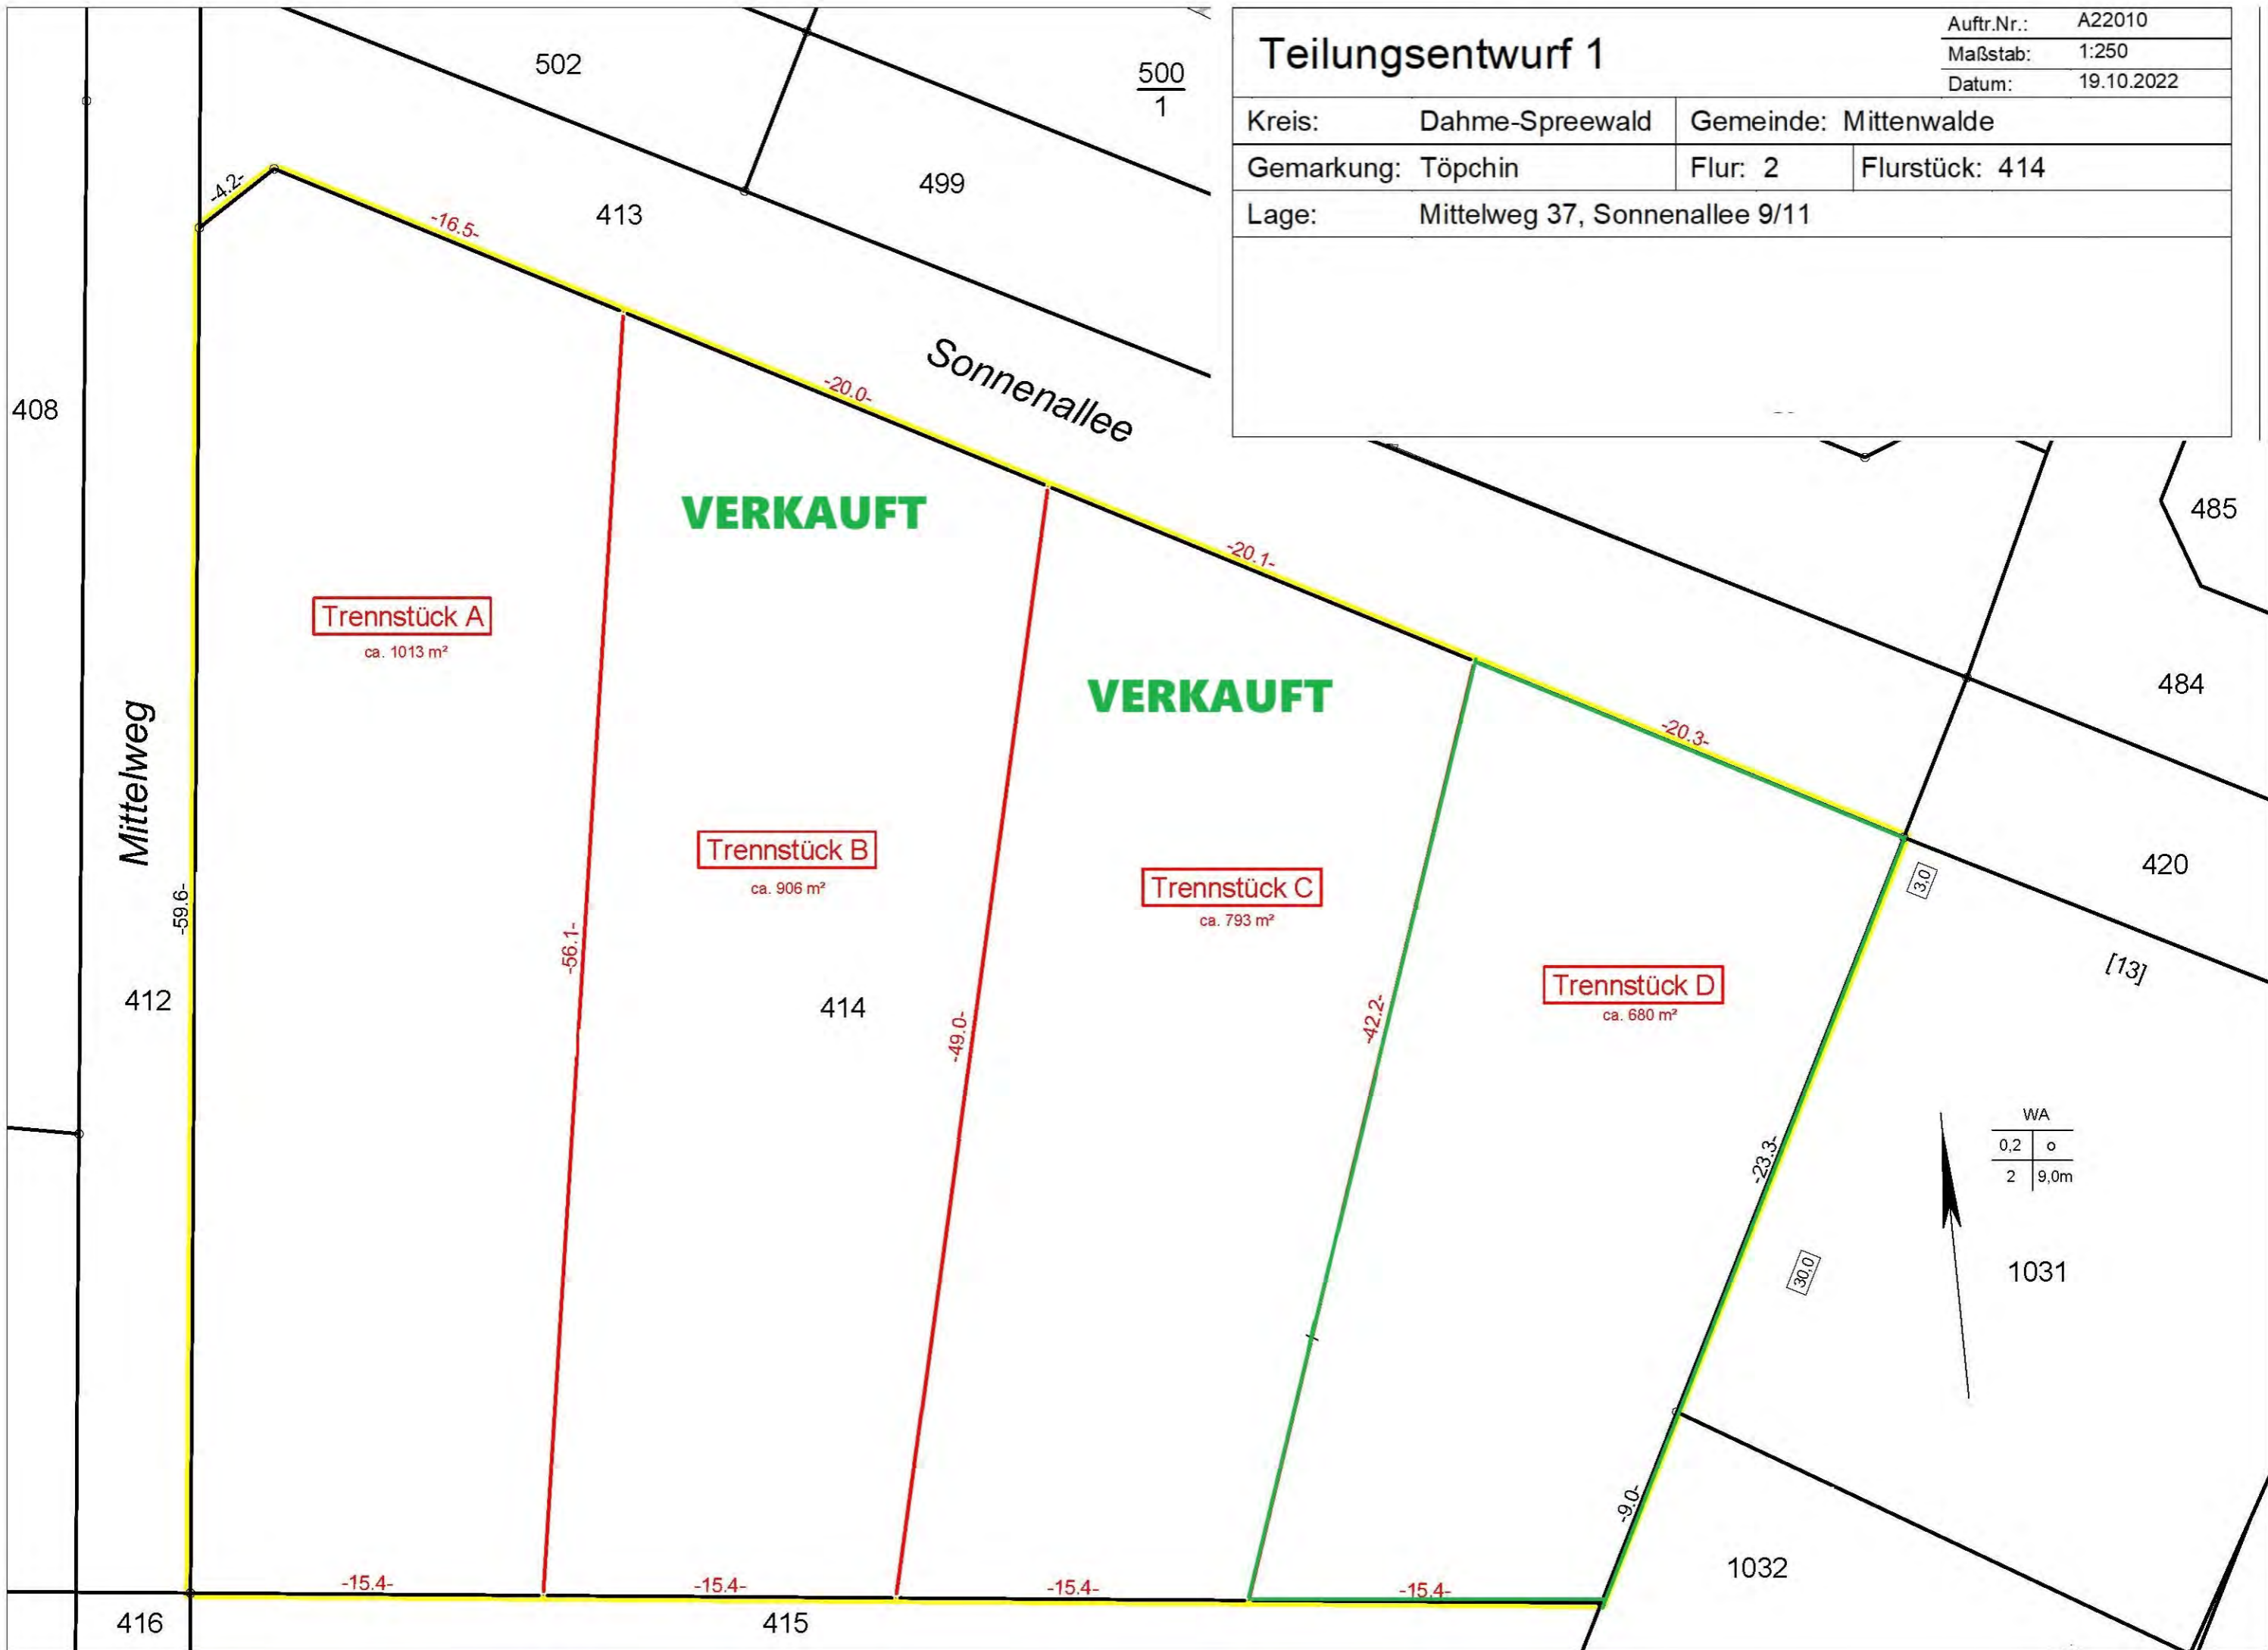 Teilungsentwurf 1
Auftr.Nr.: A22010
Maßstab: 1:250
Datum: 19.10.2022
Kreis: Dahme-Spreewald Gemeinde: Mittenwalde
Gemarkung: Töpchin Flur: 2 Flurstück: 414
Lage: Mittelweg 37, Sonnenallee 9/11
502
500
1
499
413
-4.2-
-16.5-
408
-20.0-
Sonnenallee
485
VERKAUFT
-20.1-
Trennstück A
ca. 1013 m²
VERKAUFT
484
-20.3-
Mittelweg
Trennstück B
ca. 906 m²
Trennstück C
ca. 793 m²
420
3,0
-59.6-
-56.1-
[13]
Trennstück D
ca. 680 m²
412
414
-49.0-
-42.2-
WA
0,2 o
2 9,0m
-23.3-
30,0
1031
-9.0-
1032
-15.4-
-15.4-
-15.4-
-15.4-
416
415